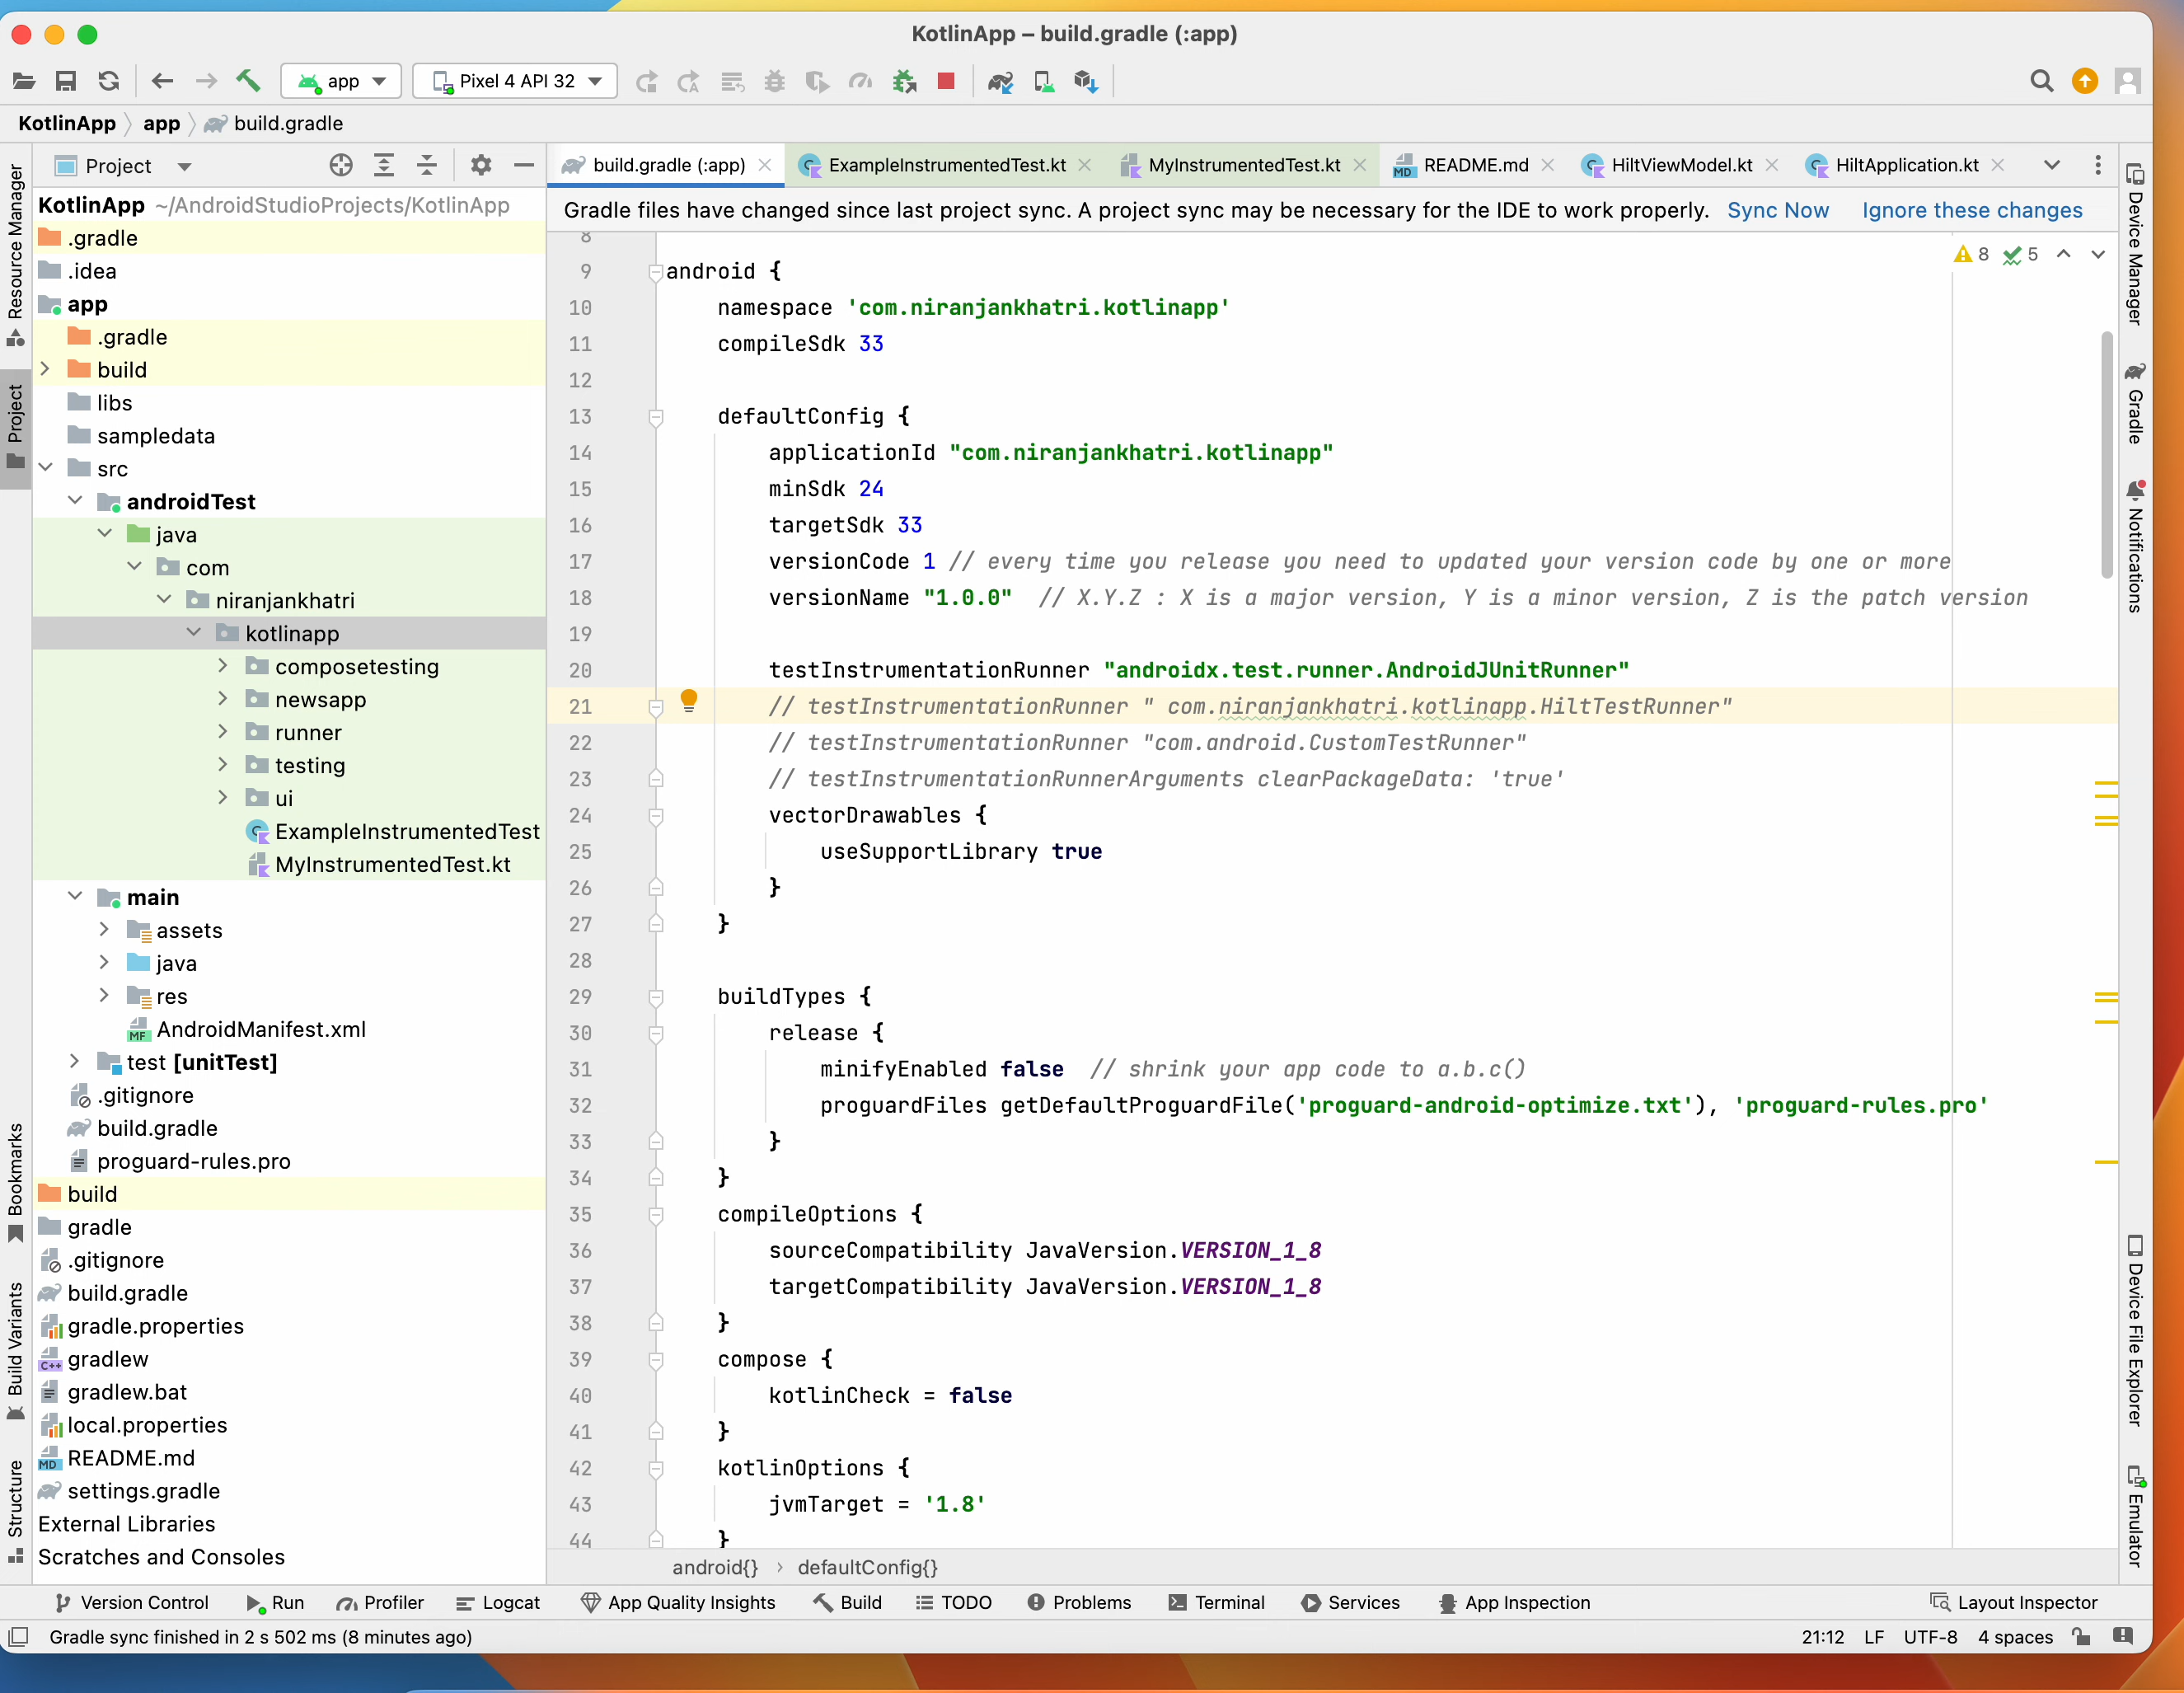 KotlinApp – build.gradle (:app)
app
Pixel 4 API 32
KotlinApp app build.gradle
Project
build.gradle (:app) ExampleInstrumentedTest.kt MyInstrumentedTest.kt README.md HiltViewModel.kt HiltApplication.kt
Gradle files have changed since last project sync. A project sync may be necessary for the IDE to work properly. Sync Now Ignore these changes
Resource Manager
Project
Bookmarks
Build Variants
Structure
KotlinApp ~/AndroidStudioProjects/KotlinApp
.gradle
.idea
app
.gradle
build
libs
sampledata
src
androidTest
java
com
niranjankhatri
kotlinapp
composetesting
newsapp
runner
testing
ui
ExampleInstrumentedTest
MyInstrumentedTest.kt
main
assets
java
res
AndroidManifest.xml
test [unitTest]
.gitignore
build.gradle
proguard-rules.pro
build
gradle
.gitignore
build.gradle
gradle.properties
gradlew
gradlew.bat
local.properties
README.md
settings.gradle
External Libraries
Scratches and Consoles
8 5
8
9 android {
10 namespace 'com.niranjankhatri.kotlinapp'
11 compileSdk 33
12
13 defaultConfig {
14 applicationId "com.niranjankhatri.kotlinapp"
15 minSdk 24
16 targetSdk 33
17 versionCode 1 // every time you release you need to updated your version code by one or more
18 versionName "1.0.0" // X.Y.Z : X is a major version, Y is a minor version, Z is the patch version
19
20 testInstrumentationRunner "androidx.test.runner.AndroidJUnitRunner"
21 // testInstrumentationRunner " com.niranjankhatri.kotlinapp.HiltTestRunner"
22 // testInstrumentationRunner "com.android.CustomTestRunner"
23 // testInstrumentationRunnerArguments clearPackageData: 'true'
24 vectorDrawables {
25 useSupportLibrary true
26 }
27 }
28
29 buildTypes {
30 release {
31 minifyEnabled false // shrink your app code to a.b.c()
32 proguardFiles getDefaultProguardFile('proguard-android-optimize.txt'), 'proguard-rules.pro'
33 }
34 }
35 compileOptions {
36 sourceCompatibility JavaVersion.VERSION_1_8
37 targetCompatibility JavaVersion.VERSION_1_8
38 }
39 compose {
40 kotlinCheck = false
41 }
42 kotlinOptions {
43 jvmTarget = '1.8'
44 }
android{} › defaultConfig{}
Device Manager
Gradle
Notifications
Device File Explorer
Emulator
Version Control Run Profiler Logcat App Quality Insights Build TODO Problems Terminal Services App Inspection Layout Inspector
Gradle sync finished in 2 s 502 ms (8 minutes ago) 21:12 LF UTF-8 4 spaces